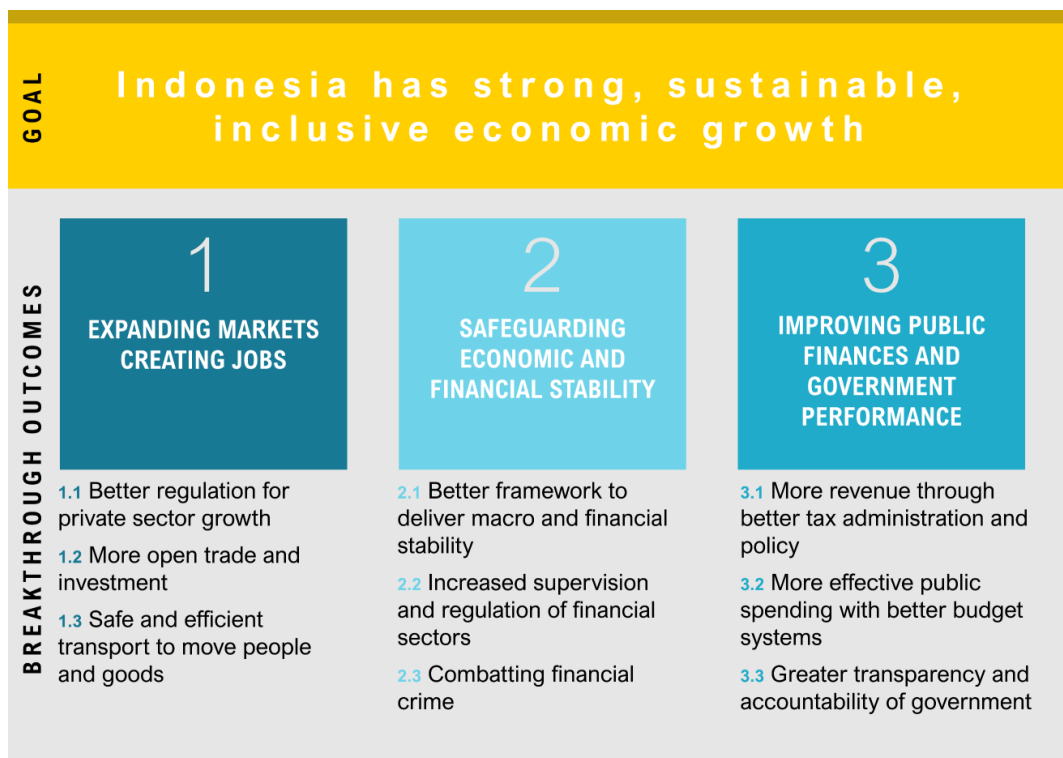 GOAL
Indonesia has strong, sustainable,
inclusive economic growth
BREAKTHROUGH OUTCOMES
1
EXPANDING MARKETS
CREATING JOBS
1.1 Better regulation for
private sector growth
1.2 More open trade and
investment
1.3 Safe and efficient
transport to move people
and goods
2
SAFEGUARDING
ECONOMIC AND
FINANCIAL STABILITY
2.1 Better framework to
deliver macro and financial
stability
2.2 Increased supervision
and regulation of financial
sectors
2.3 Combatting financial
crime
3
IMPROVING PUBLIC
FINANCES AND
GOVERNMENT
PERFORMANCE
3.1 More revenue through
better tax administration and
policy
3.2 More effective public
spending with better budget
systems
3.3 Greater transparency and
accountability of government